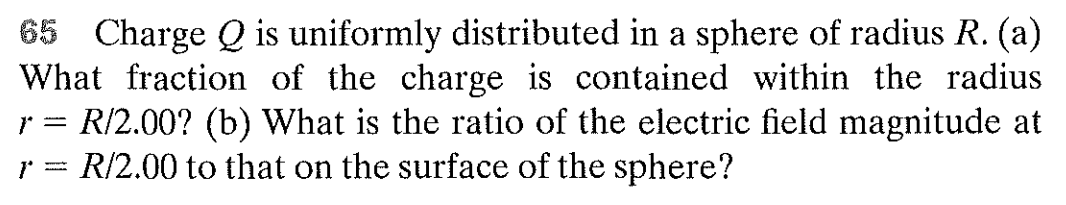 65 Charge Q is uniformly distributed in a sphere of radius R. (a)
What fraction of the charge is contained within the radius
r = R/2.00? (b) What is the ratio of the electric field magnitude at
r = R/2.00 to that on the surface of the sphere?